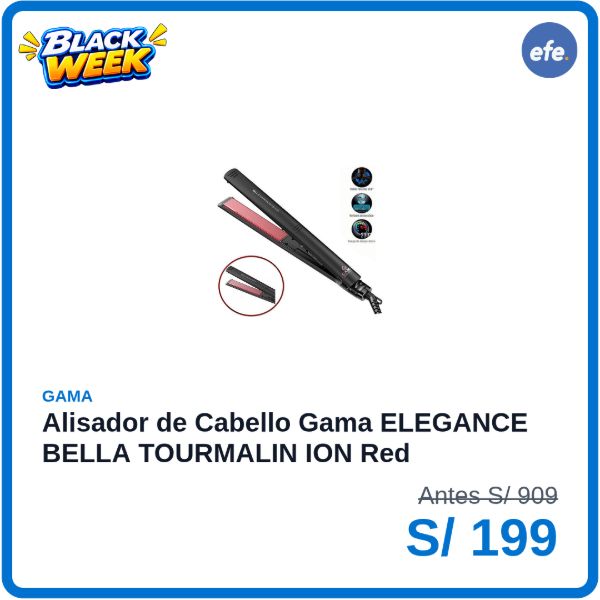 BLACK
WEEK
efe.
GAMA
Alisador de Cabello Gama ELEGANCE
BELLA TOURMALIN ION Red
Antes S/ 909
S/ 199